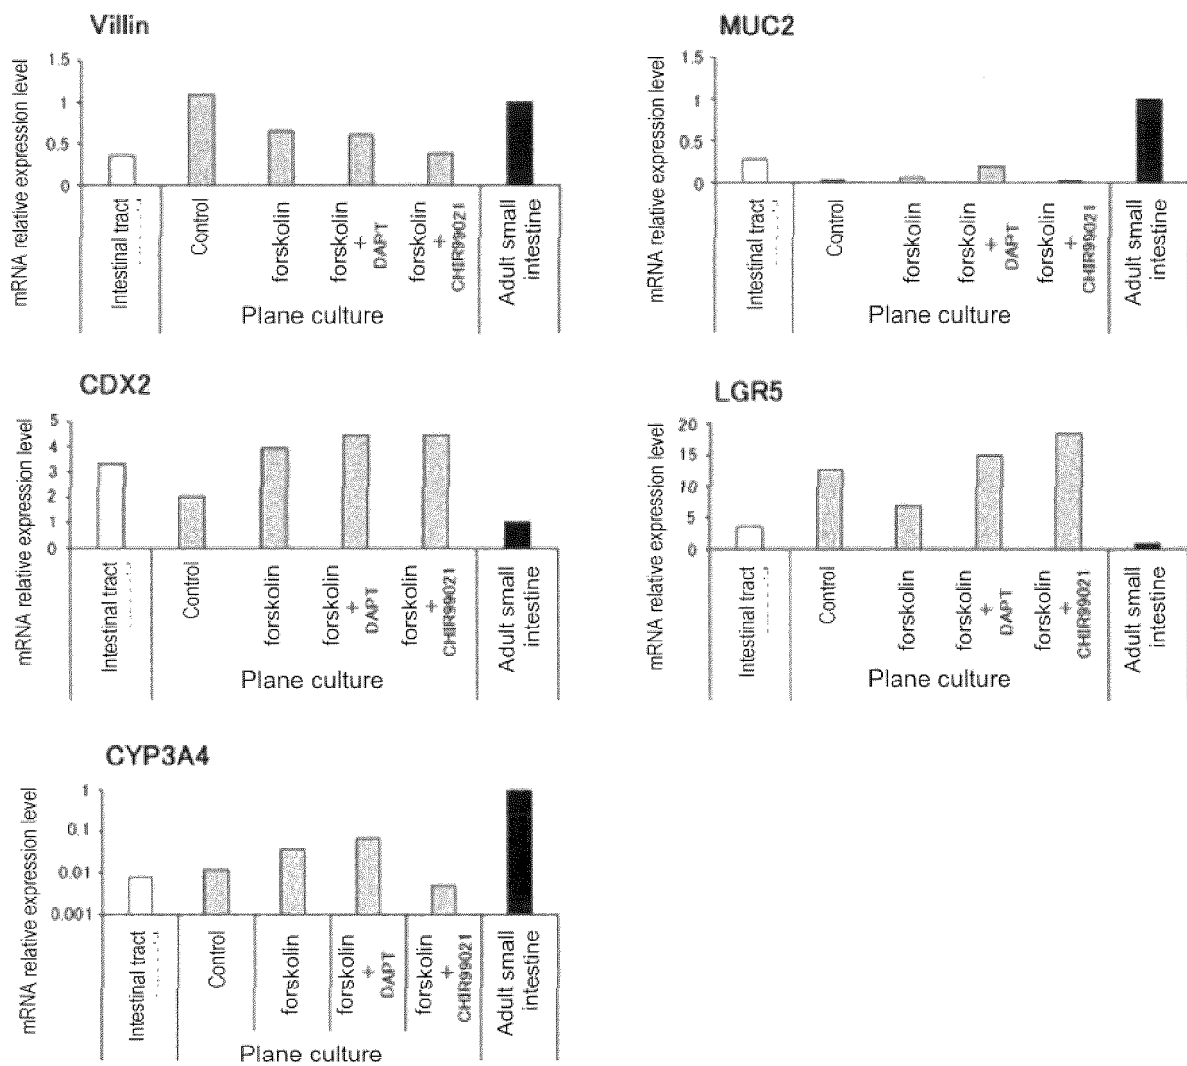 Villin
mRNA relative expression level
1.5
1
0.5
0
Intestinal tract
Control
forskolin
forskolin
+
DAPT
forskolin
+
CHIR99021
Adult small
intestine
Plane culture
MUC2
mRNA relative expression level
1.5
1
0.5
0
Intestinal tract
Control
forskolin
forskolin
+
DAPT
forskolin
+
CHIR99021
Adult small
intestine
Plane culture
CDX2
mRNA relative expression level
5
4
3
2
1
0
Intestinal tract
Control
forskolin
forskolin
+
DAPT
forskolin
+
CHIR99021
Adult small
intestine
Plane culture
LGR5
mRNA relative expression level
20
15
10
5
0
Intestinal tract
Control
forskolin
forskolin
+
DAPT
forskolin
+
CHIR99021
Adult small
intestine
Plane culture
CYP3A4
mRNA relative expression level
1
0.1
0.01
0.001
Intestinal tract
Control
forskolin
forskolin
+
DAPT
forskolin
+
CHIR99021
Adult small
intestine
Plane culture